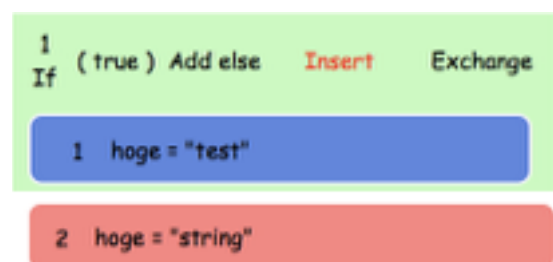 1
If ( true ) Add else Insert Exchange
1 hoge = "test"
2 hoge = "string"